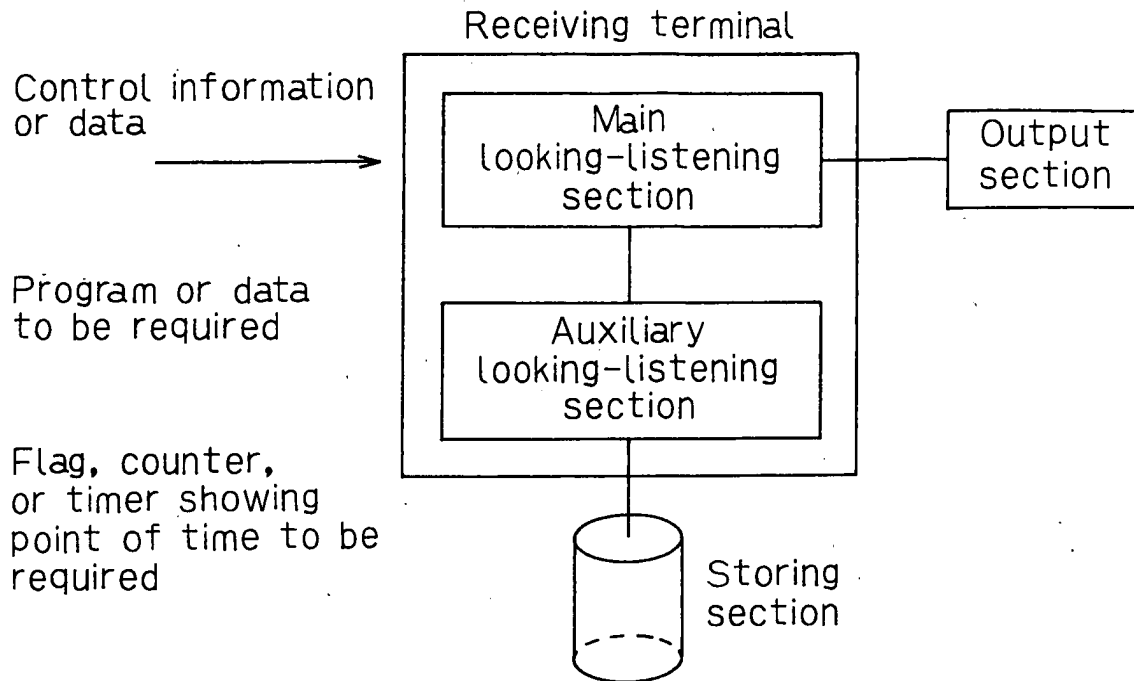 Receiving terminal
Control information
or data
Main
looking-listening
section
Output
section
Program or data
to be required
Auxiliary
looking-listening
section
Flag, counter,
or timer showing
point of time to be
required
Storing
section